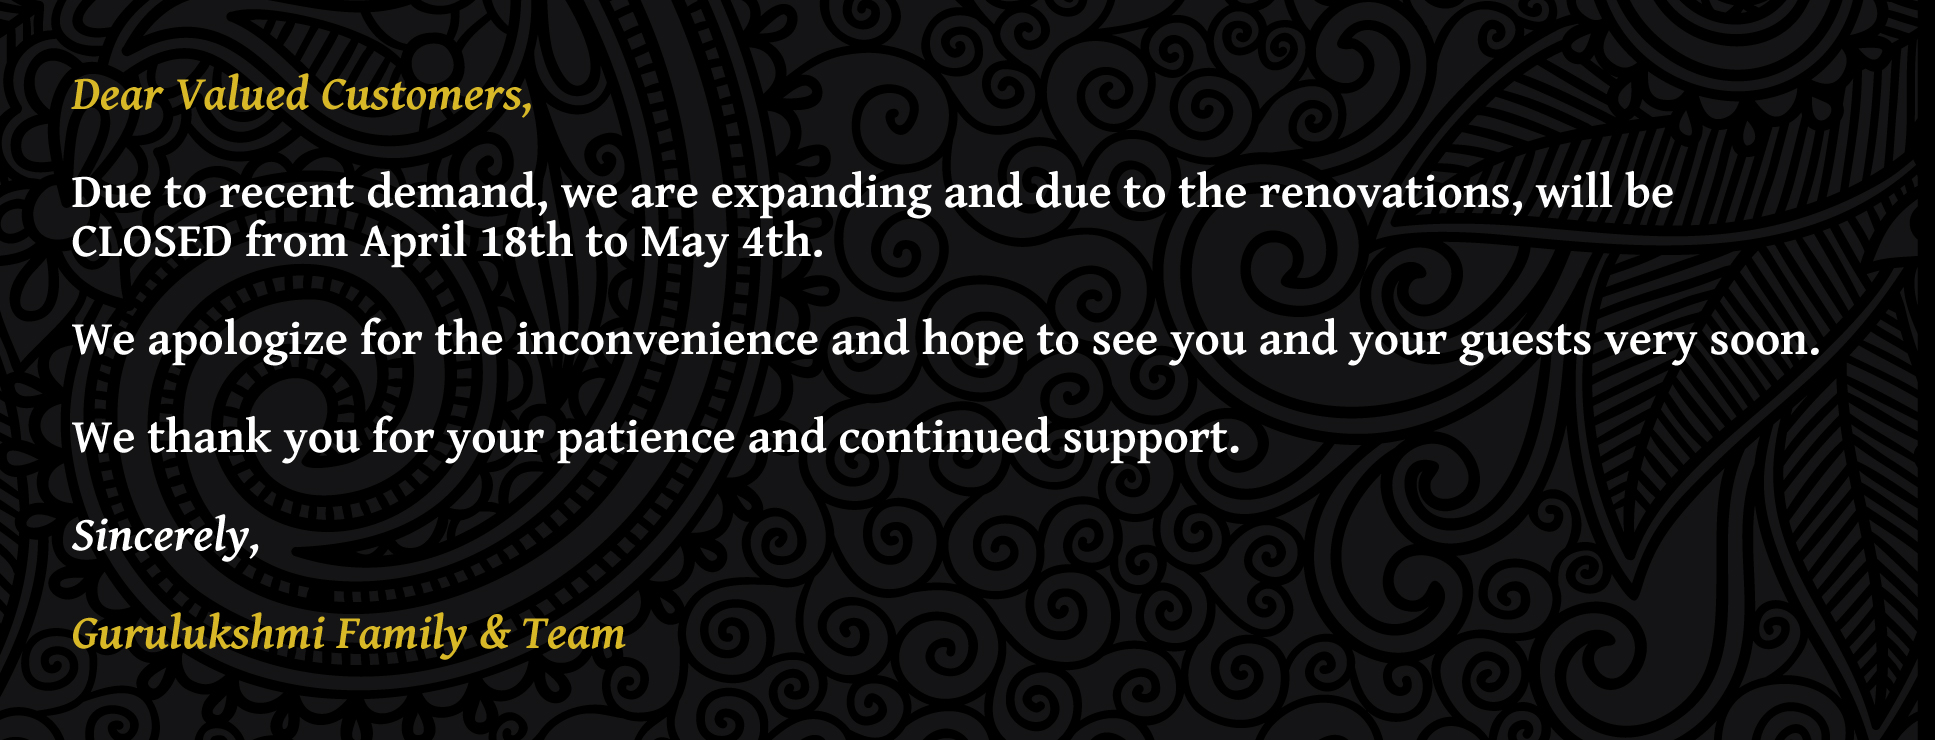 Dear Valued Customers,
Due to recent demand, we are expanding and due to the renovations, will be
CLOSED from April 18th to May 4th.
We apologize for the inconvenience and hope to see you and your guests very soon.
We thank you for your patience and continued support.
Sincerely,
Gurulukshmi Family & Team